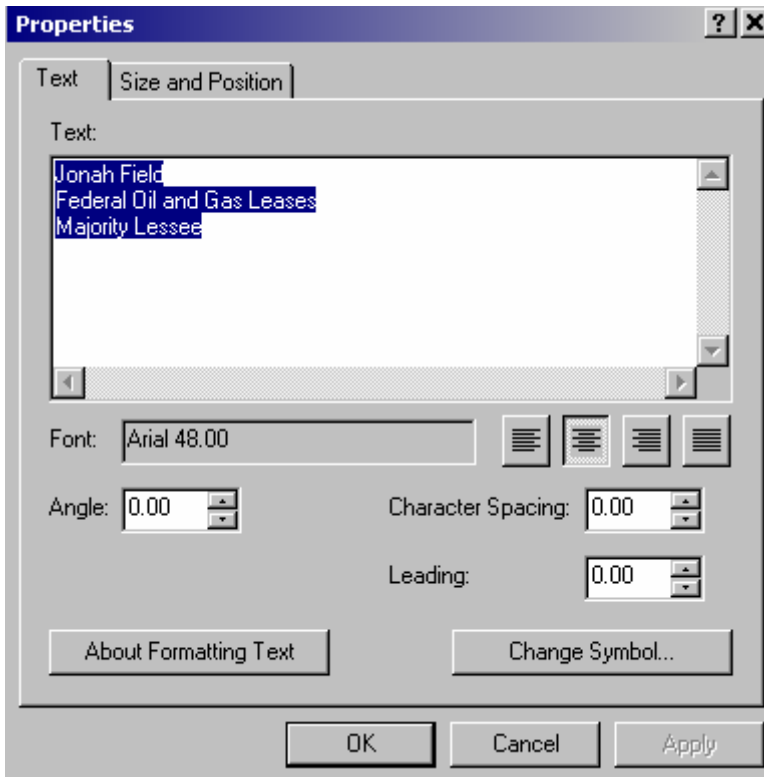 Properties
Text Size and Position
Text:
Jonah Field
Federal Oil and Gas Leases
Majority Lessee
Font: Arial 48.00
Angle: 0.00 Character Spacing: 0.00
Leading: 0.00
About Formatting Text Change Symbol...
OK Cancel Apply